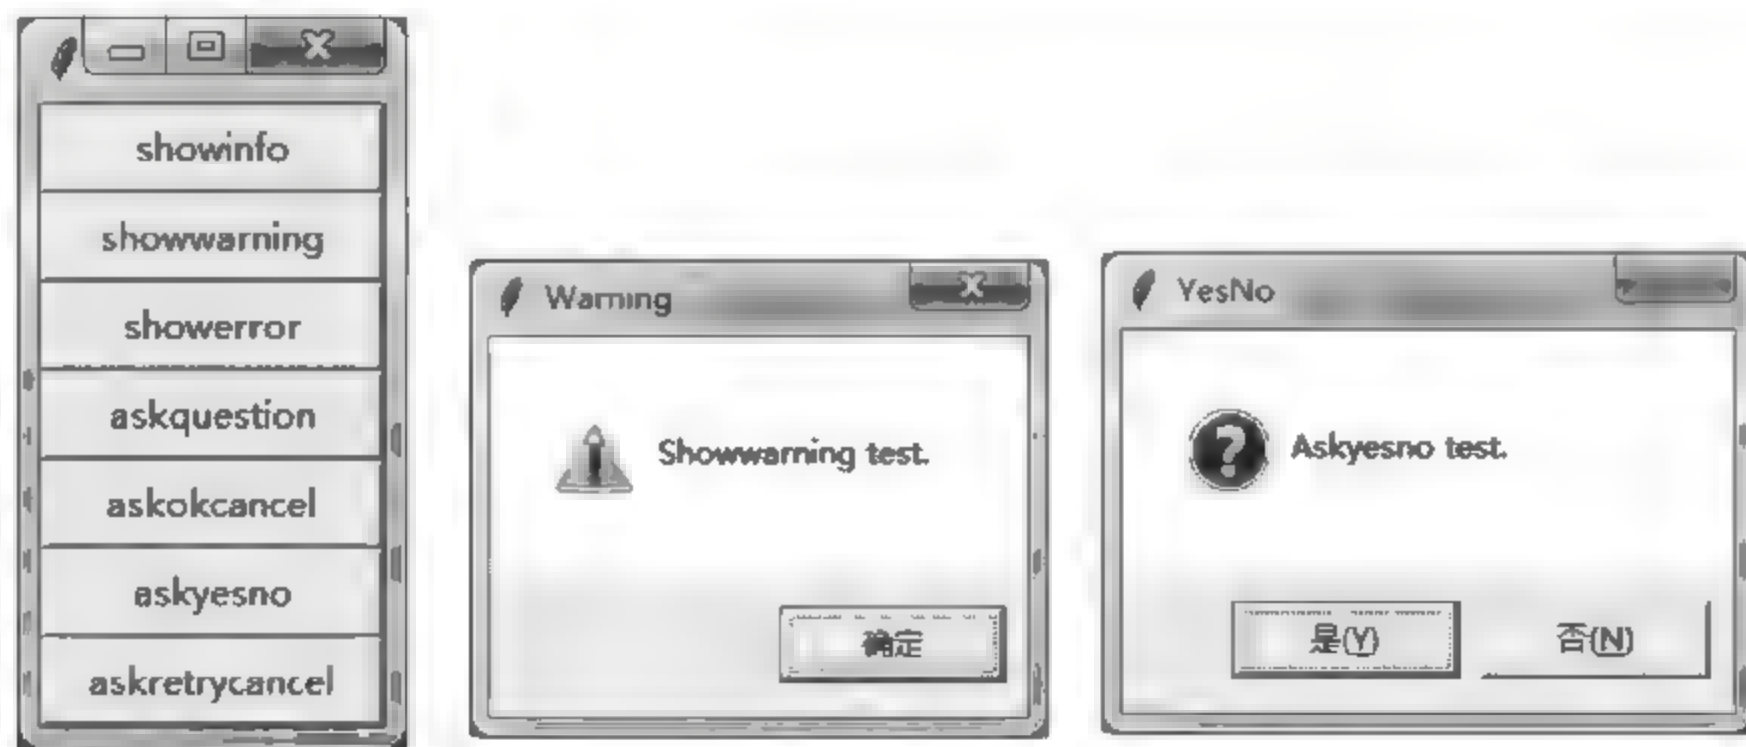 showinfo
showwarning
showerror
askquestion
askokcancel
askyesno
askretrycancel
Warning
Showwarning test.
确定
YesNo
Askyesno test.
是(Y)
否(N)